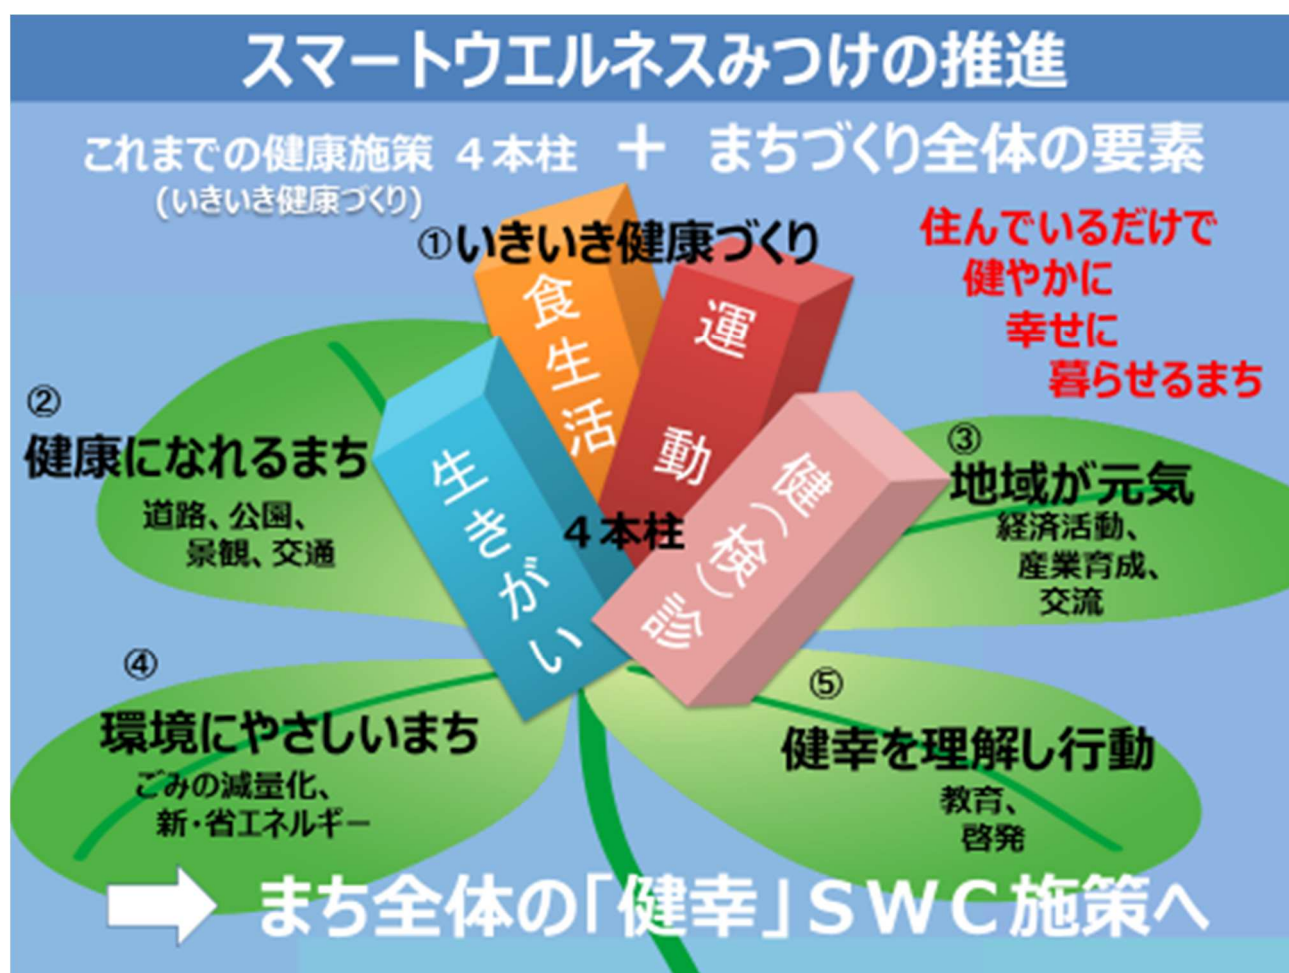 スマートウエルネスみつけの推進
これまでの健康施策 ４本柱 ＋ まちづくり全体の要素
(いきいき健康づくり)
①いきいき健康づくり
住んでいるだけで
健やかに
幸せに
暮らせるまち
食生活
運動
生きがい
健(検)診
４本柱
②
健康になれるまち
道路、公園、
景観、交通
③
地域が元気
経済活動、
産業育成、
交流
④
環境にやさしいまち
ごみの減量化、
新・省エネルギー
⑤
健幸を理解し行動
教育、
啓発
まち全体の「健幸」ＳＷＣ施策へ